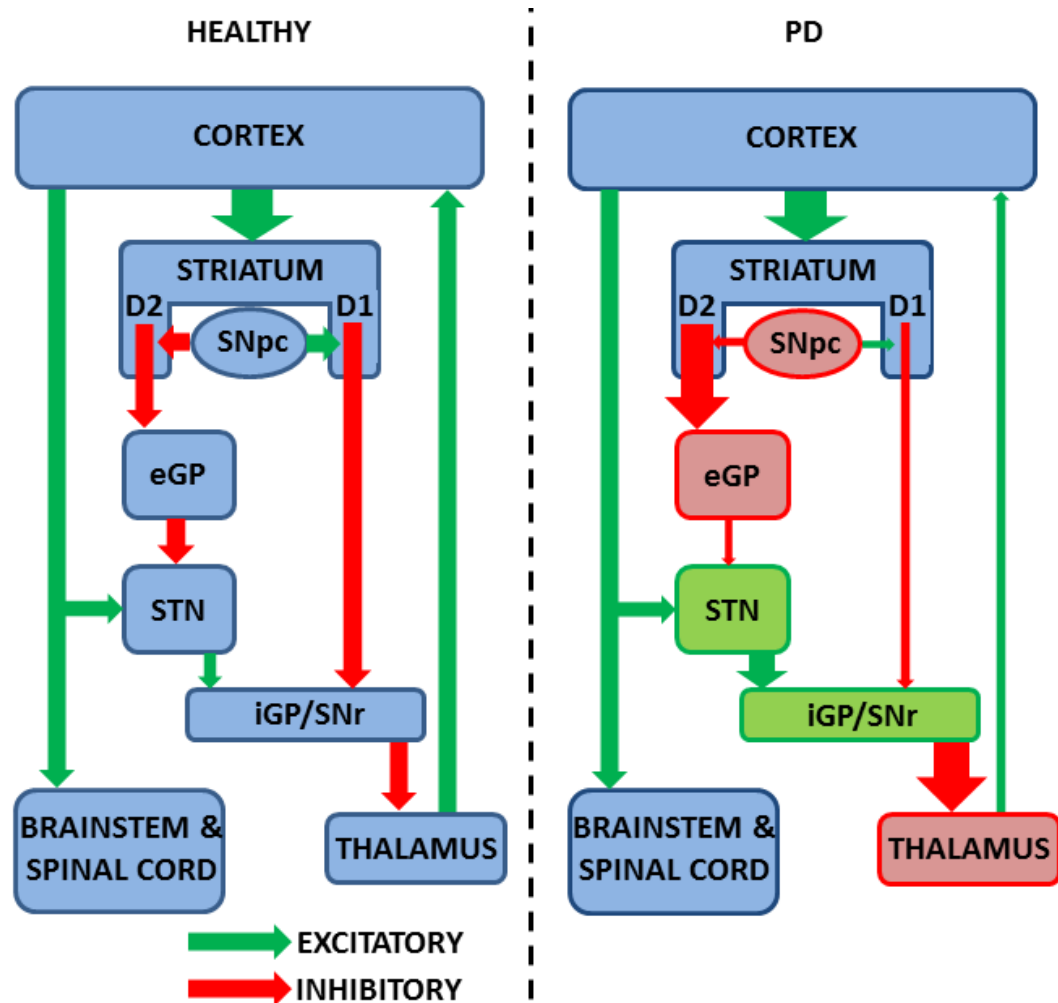 HEALTHY
CORTEX
STRIATUM
D2
D1
SNpc
eGP
STN
iGP/SNr
BRAINSTEM &
SPINAL CORD
THALAMUS
EXCITATORY
INHIBITORY
PD
CORTEX
STRIATUM
D2
D1
SNpc
eGP
STN
iGP/SNr
BRAINSTEM &
SPINAL CORD
THALAMUS